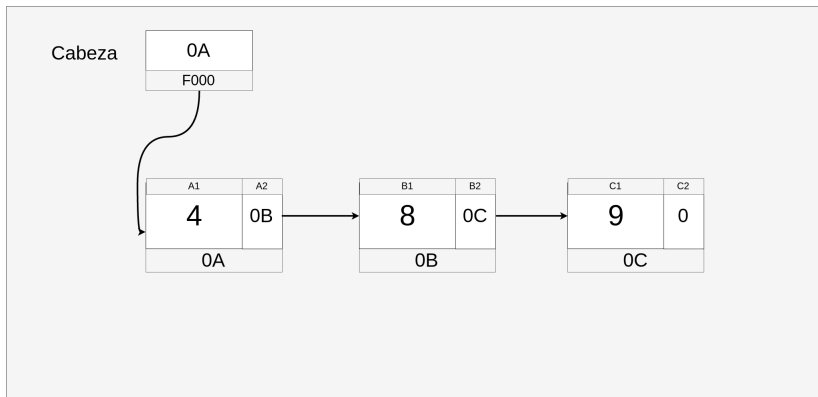 Cabeza
0A
F000
A1 A2
4 0B
0A
B1 B2
8 0C
0B
C1 C2
9 0
0C